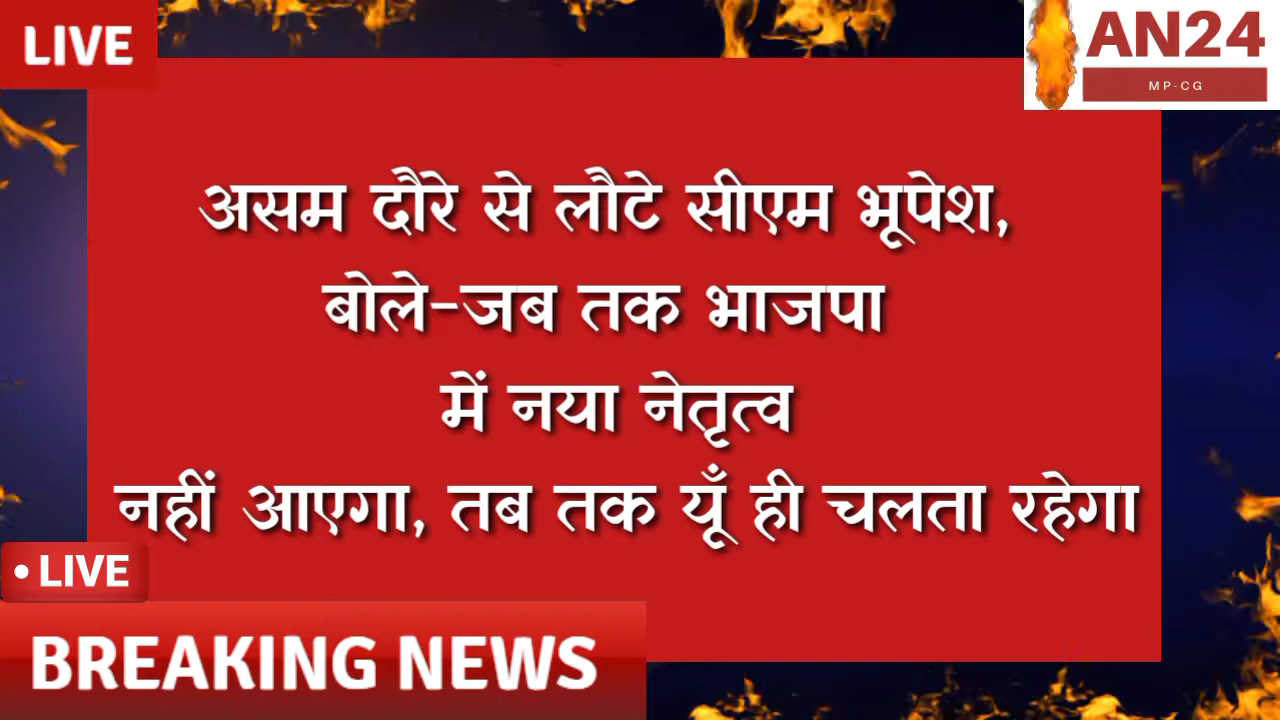 LIVE
AN24
MP-CG
असम दौरे से लौटे सीएम भूपेश,
बोले-जब तक भाजपा
में नया नेतृत्व
नहीं आएगा, तब तक यूँ ही चलता रहेगा
• LIVE
BREAKING NEWS